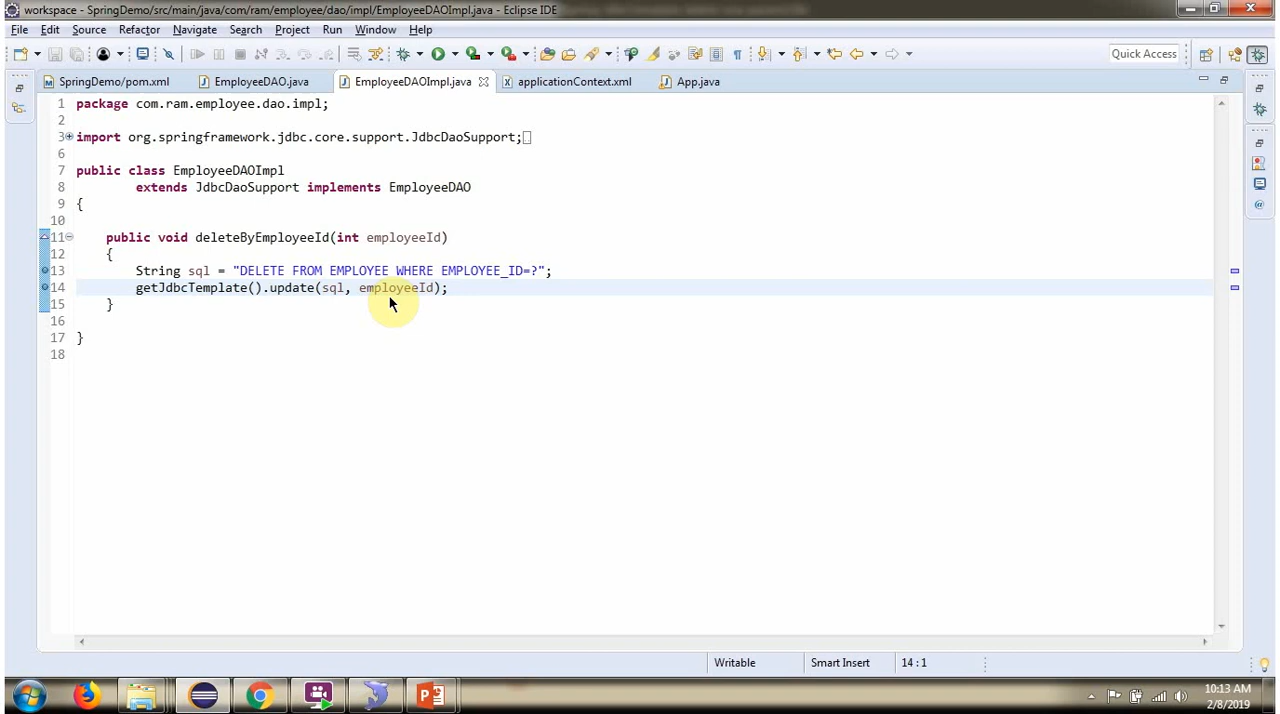 workspace - SpringDemo/src/main/java/com/ram/employee/dao/impl/EmployeeDAOImpl.java - Eclipse IDE
File Edit Source Refactor Navigate Search Project Run Window Help
Quick Access
SpringDemo/pom.xml EmployeeDAO.java EmployeeDAOImpl.java applicationContext.xml App.java
1 package com.ram.employee.dao.impl;
2
3 import org.springframework.jdbc.core.support.JdbcDaoSupport;
6
7 public class EmployeeDAOImpl
8 extends JdbcDaoSupport implements EmployeeDAO
9 {
10
11 public void deleteByEmployeeId(int employeeId)
12 {
13 String sql = "DELETE FROM EMPLOYEE WHERE EMPLOYEE_ID=?";
14 getJdbcTemplate().update(sql, employeeId);
15 }
16
17 }
18
Writable Smart Insert 14 : 1
10:13 AM
2/8/2019